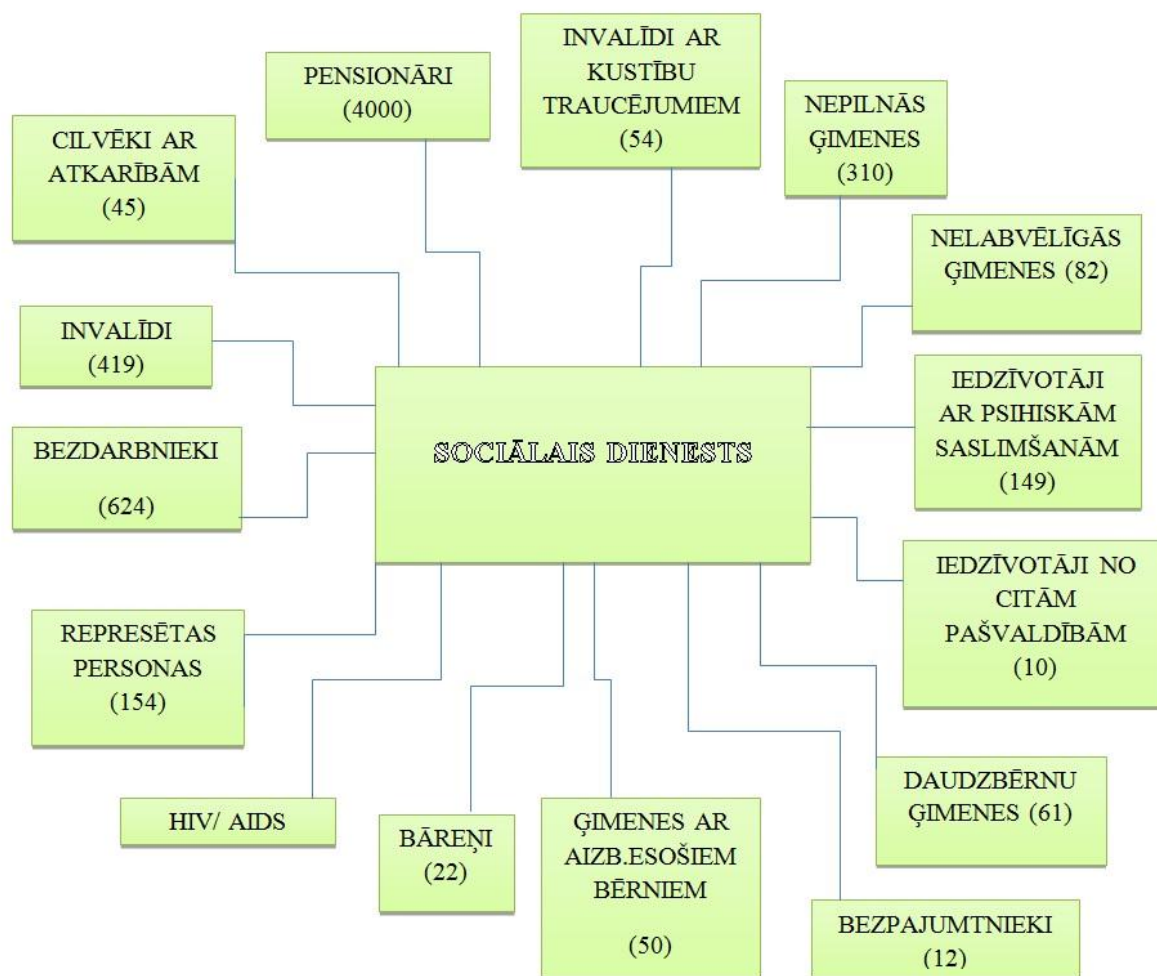 PENSIONĀRI
(4000)
INVALĪDI AR
KUSTĪBU
TRAUCĒJUMIEM
(54)
NEPILNĀS
ĢIMENES
(310)
CILVĒKI AR
ATKARĪBĀM
(45)
NELABVĒLĪGĀS
ĢIMENES (82)
INVALĪDI
(419)
IEDZĪVOTĀJI
AR PSIHISKĀM
SASLIMŠANĀM
(149)
BEZDARBNIEKI
(624)
SOCIĀLAIS DIENESTS
IEDZĪVOTĀJI NO
CITĀM
PAŠVALDĪBĀM
(10)
REPRESĒTAS
PERSONAS
(154)
DAUDZBĒRNU
ĢIMENES (61)
HIV/ AIDS
BĀREŅI
(22)
ĢIMENES AR
AIZB.ESOŠIEM
BĒRNIEM
(50)
BEZPAJUMTNIEKI
(12)